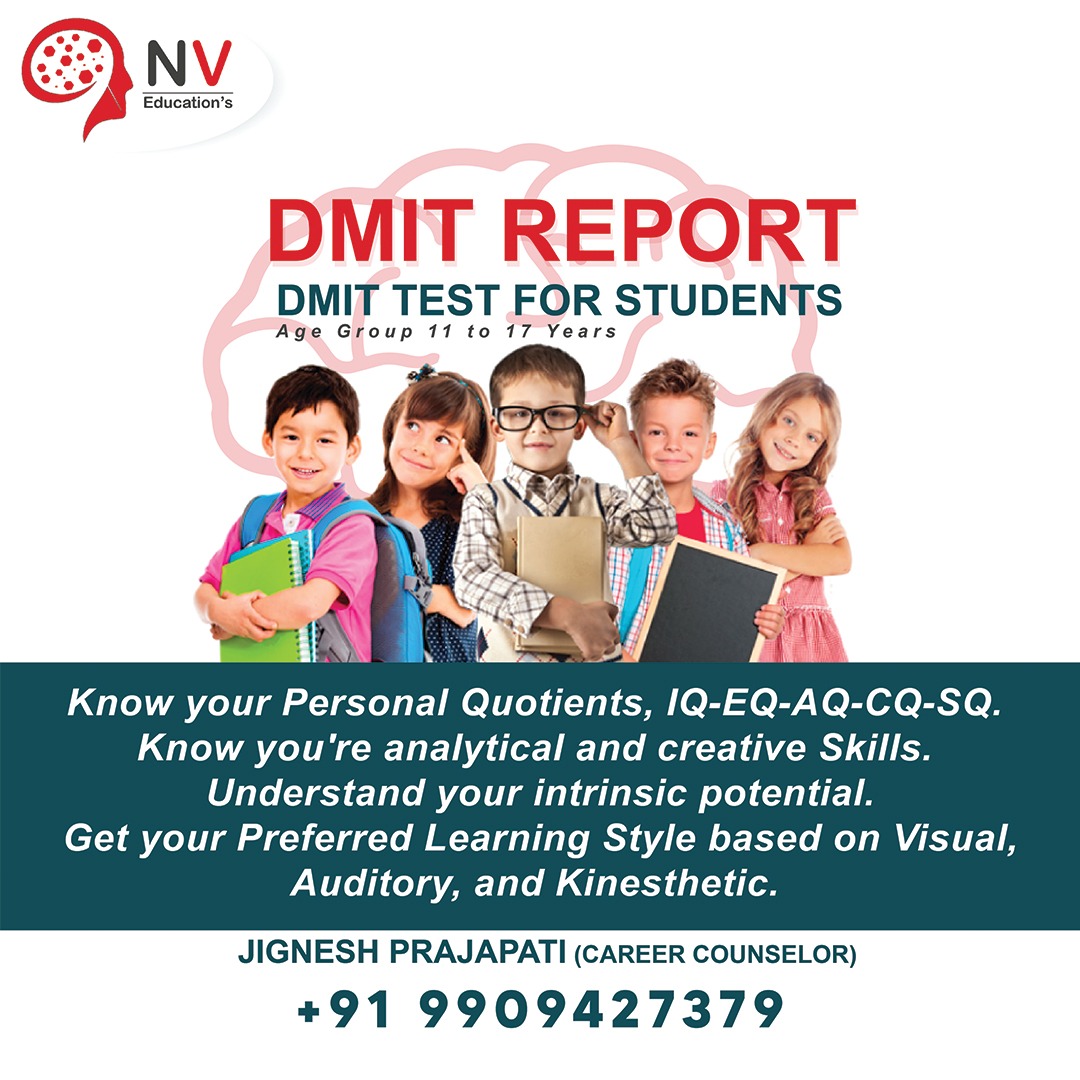 NV
Education's
DMIT REPORT
DMIT TEST FOR STUDENTS
Age Group 11 to 17 Years
Know your Personal Quotients, IQ-EQ-AQ-CQ-SQ.
Know you're analytical and creative Skills.
Understand your intrinsic potential.
Get your Preferred Learning Style based on Visual,
Auditory, and Kinesthetic.
JIGNESH PRAJAPATI (CAREER COUNSELOR)
+91 9909427379